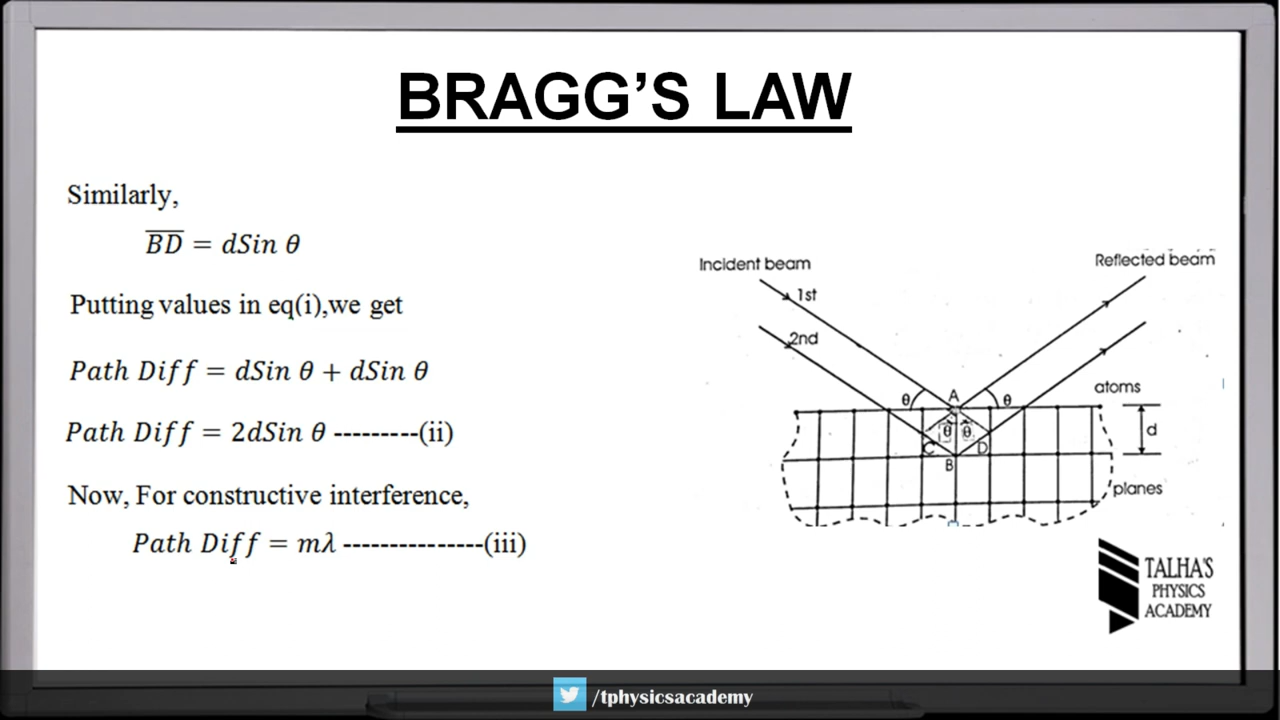 BRAGG’S LAW
Similarly,
BD = dSin θ
Putting values in eq(i),we get
Path Diff = dSin θ + dSin θ
Path Diff = 2dSin θ ---------(ii)
Now, For constructive interference,
Path Diff = mλ ---------------(iii)
Incident beam
Reflected beam
1st
2nd
A
θ
θ
atoms
θ
θ
d
C
D
B
planes
TALHA'S
PHYSICS
ACADEMY
/tphysicsacademy